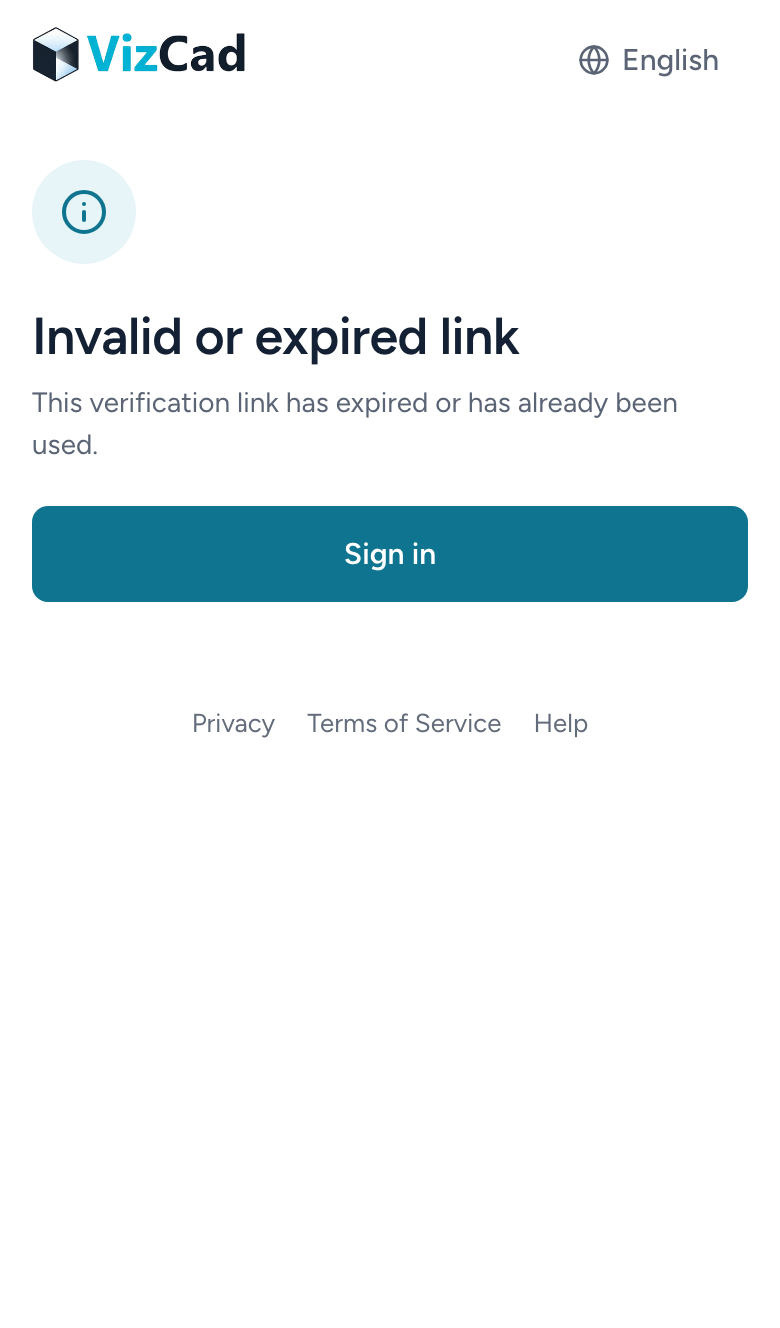 VizCad
English
Invalid or expired link
This verification link has expired or has already been
used.
Sign in
Privacy Terms of Service Help